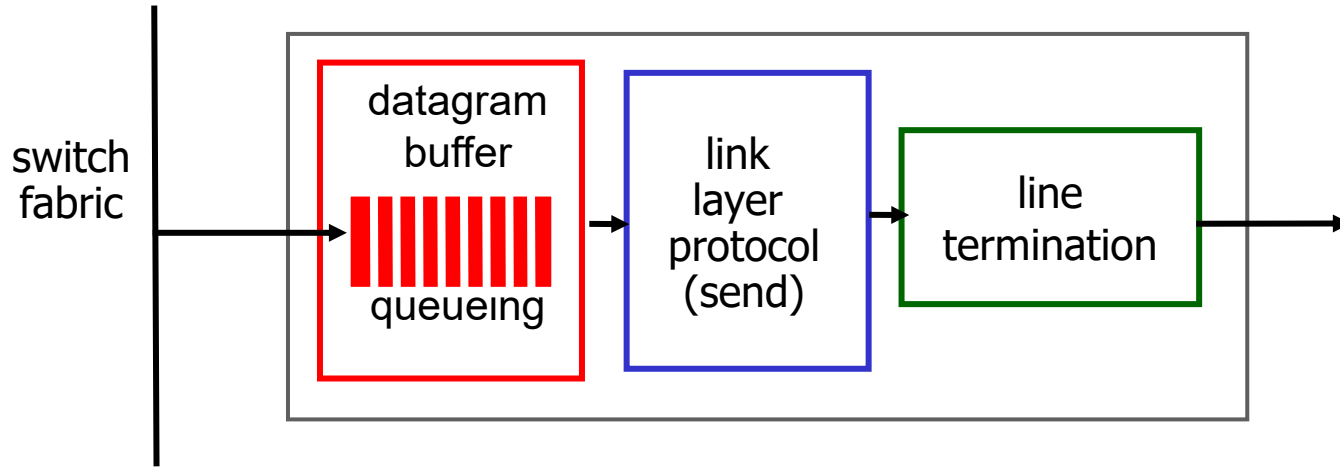 switch
fabric
datagram
buffer
queueing
link
layer
protocol
(send)
line
termination